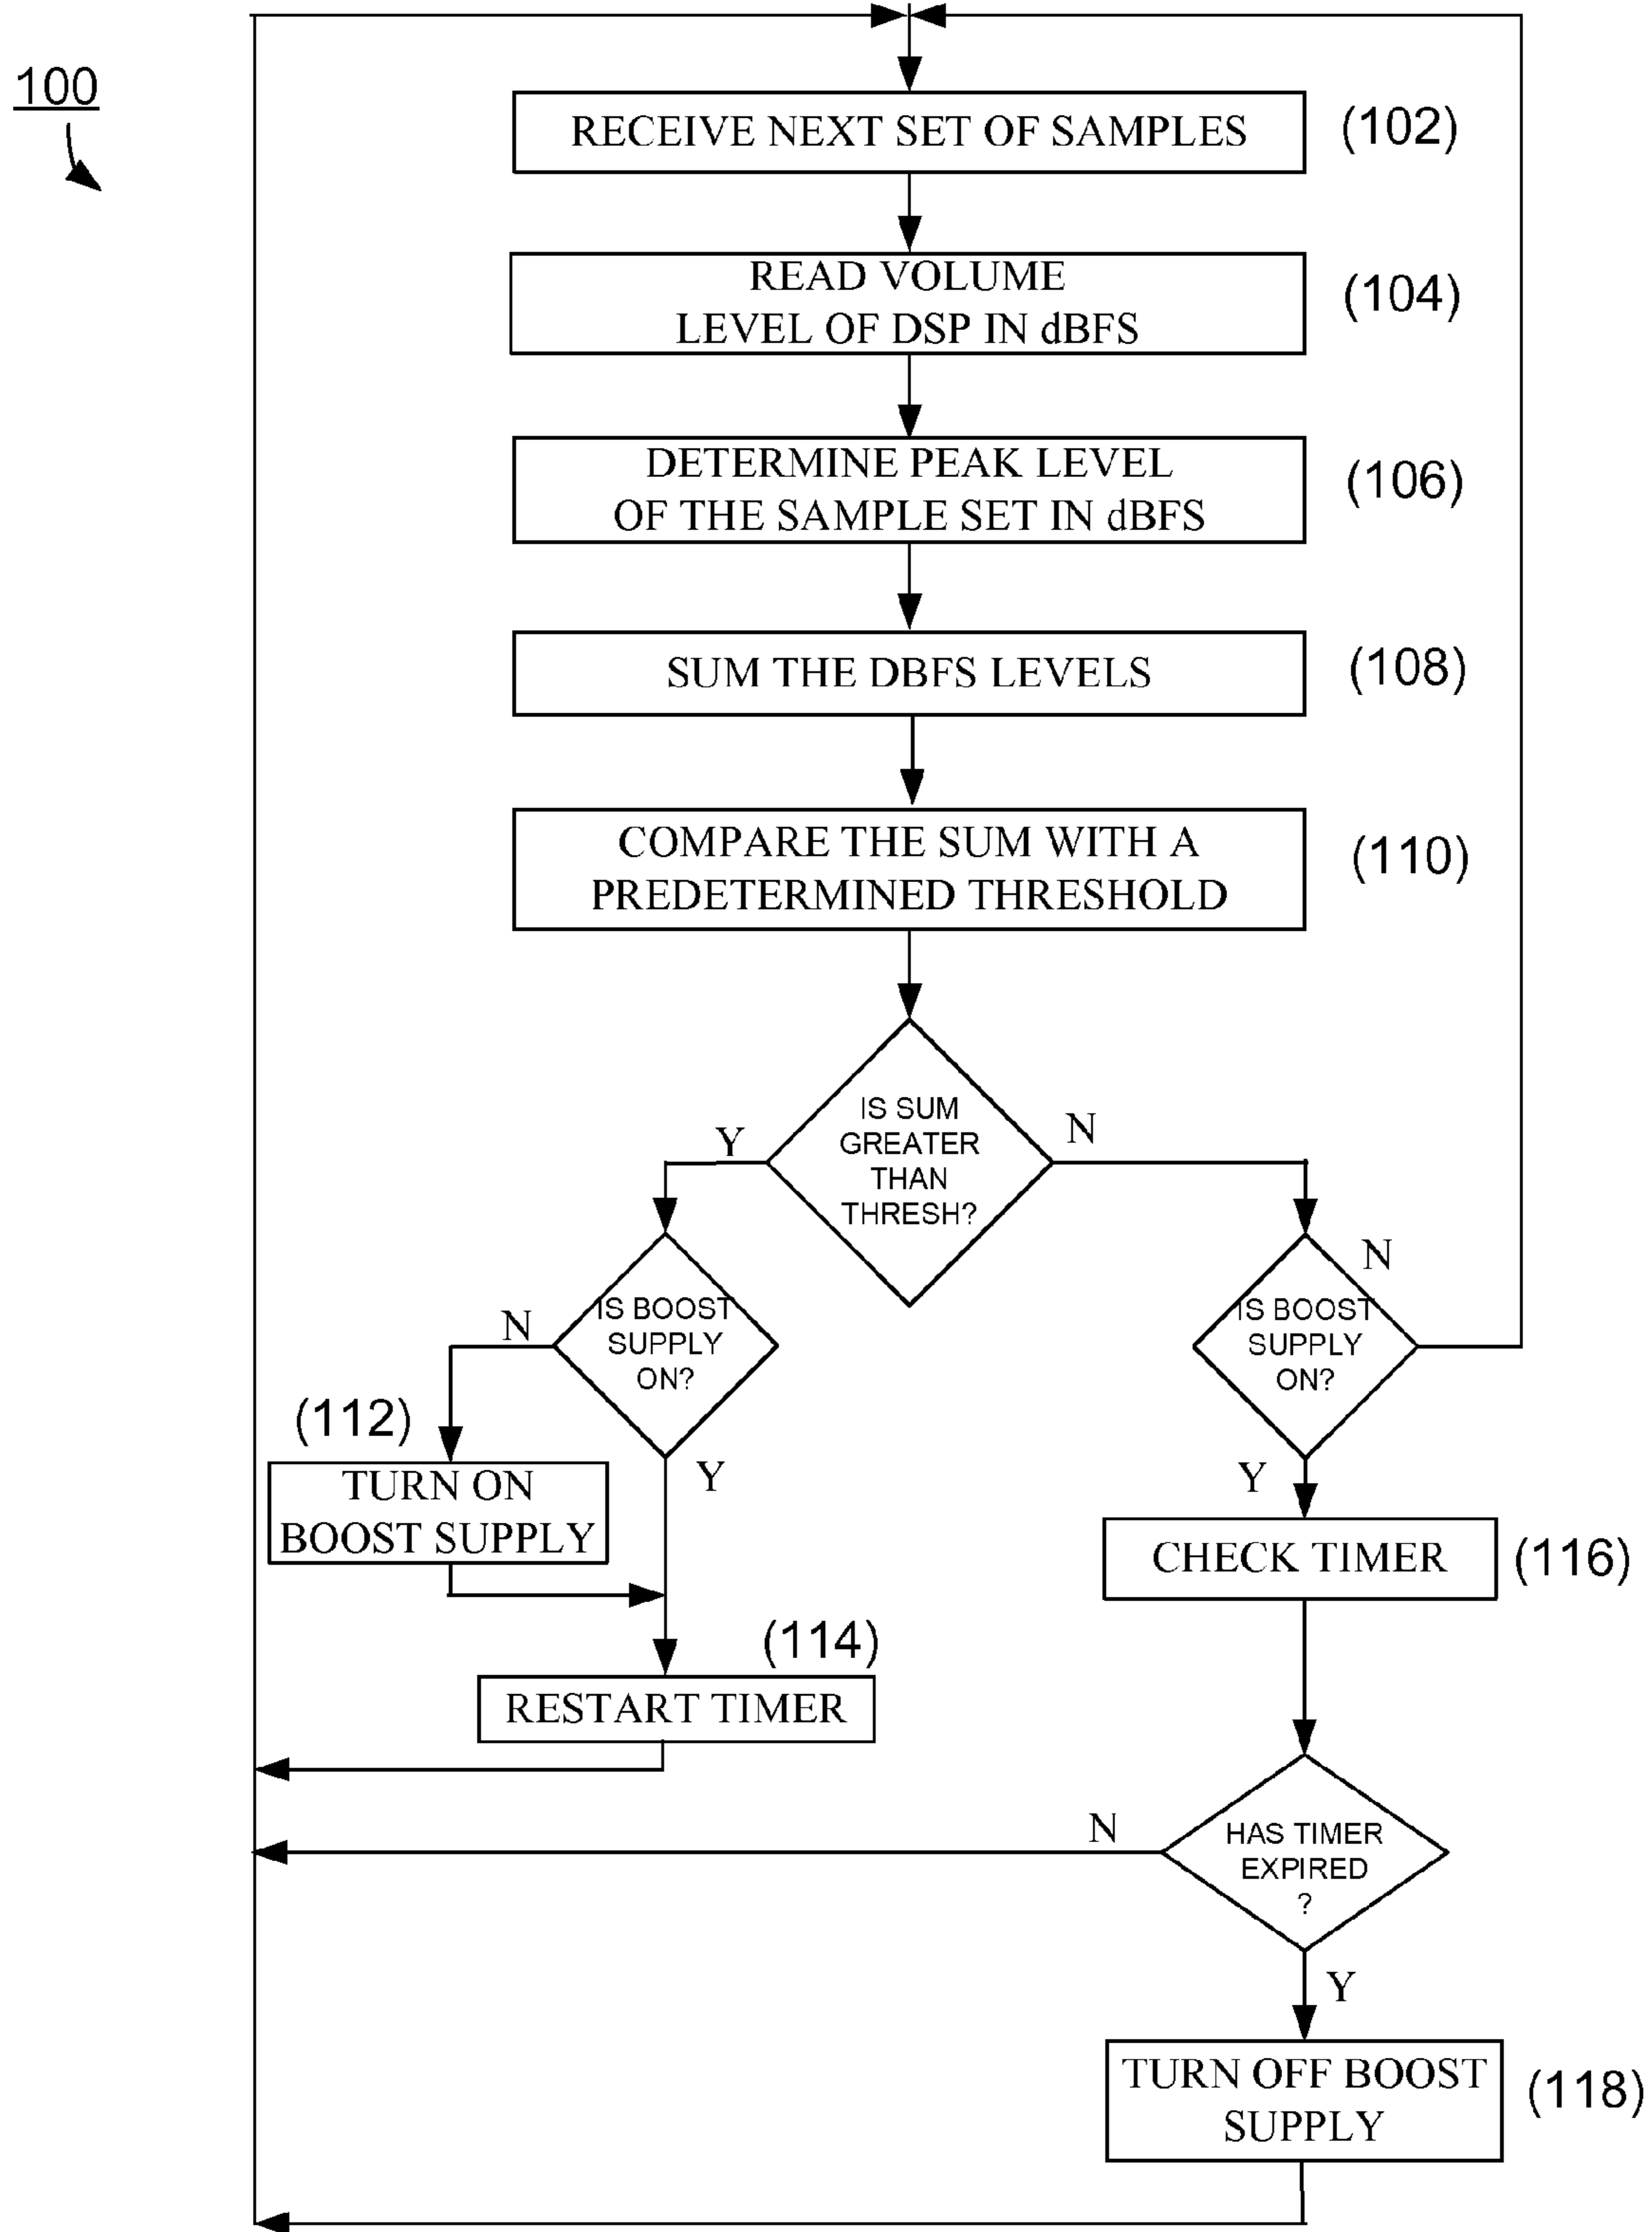 100
RECEIVE NEXT SET OF SAMPLES
(102)
READ VOLUME
LEVEL OF DSP IN dBFS
(104)
DETERMINE PEAK LEVEL
OF THE SAMPLE SET IN dBFS
(106)
SUM THE DBFS LEVELS
(108)
COMPARE THE SUM WITH A
PREDETERMINED THRESHOLD
(110)
IS SUM
GREATER
THAN
THRESH?
Y
N
IS BOOST
SUPPLY
ON?
N
Y
(112)
TURN ON
BOOST SUPPLY
(114)
RESTART TIMER
IS BOOST
SUPPLY
ON?
N
Y
CHECK TIMER
(116)
HAS TIMER
EXPIRED
?
N
Y
TURN OFF BOOST
SUPPLY
(118)